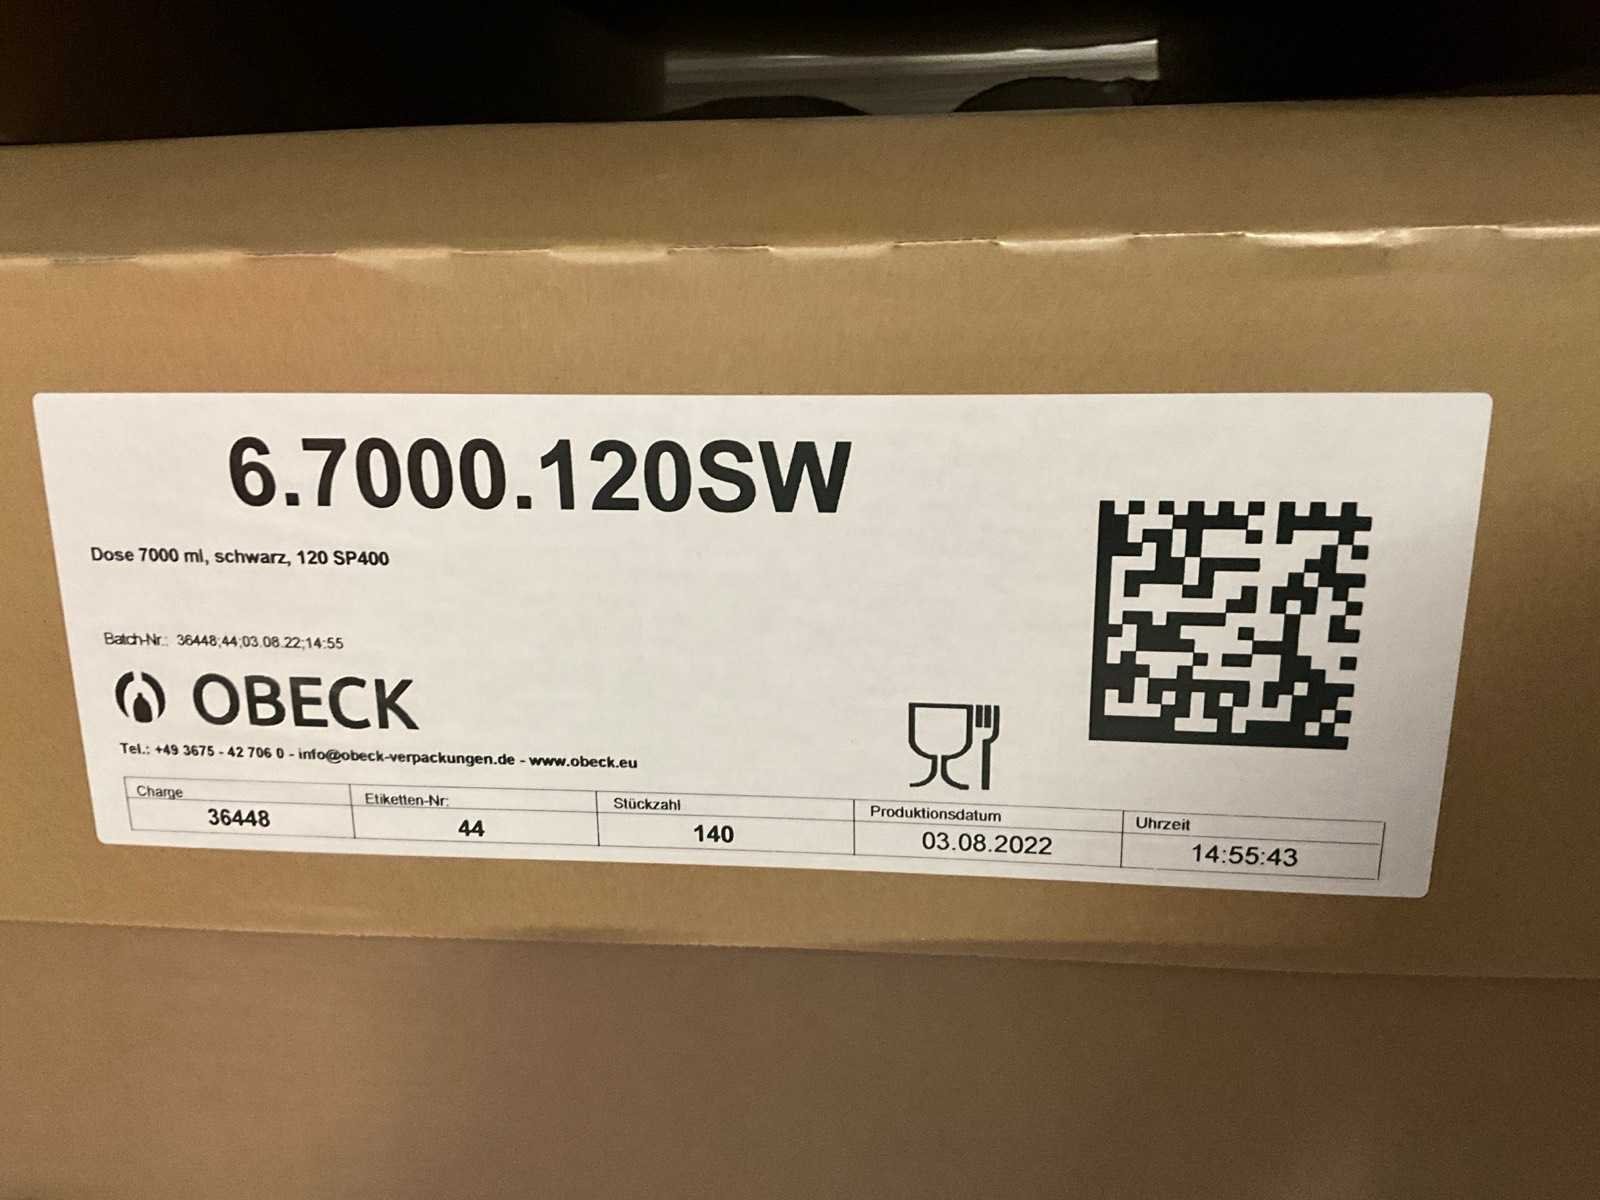 6.7000.120SW
Dose 7000 ml, schwarz, 120 SP400
Batch-Nr.: 36448;44;03.08.22;14:55
OBECK
Tel.: +49 3675 - 42 706 0 - info@obeck-verpackungen.de - www.obeck.eu
Charge Etiketten-Nr: Stückzahl Produktionsdatum Uhrzeit
36448 44 140 03.08.2022 14:55:43